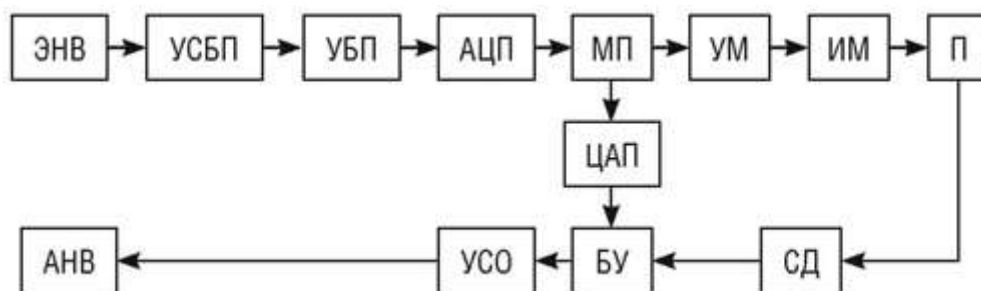 ЭНВ УСБП УБП АЦП МП УМ ИМ П
ЦАП
АНВ УСО БУ СД